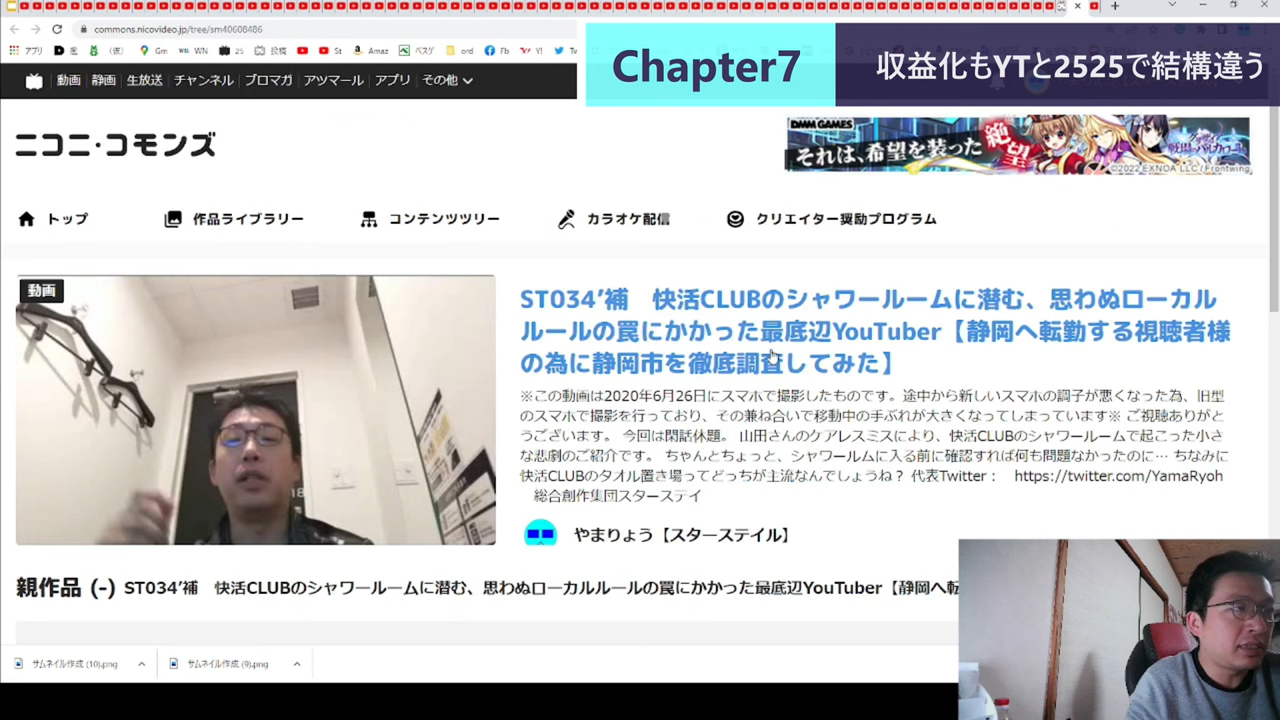 commons.nicovideo.jp/tree/sm40608486
アプリ
Gm
WN
25
投稿
St
Amaz
ベスゲ
ord
Fb
Y!
Tw
Chapter7
収益化もYTと2525で結構違う
動画 静画 生放送 チャンネル ブロマガ アツマール アプリ その他
ニコニ・コモンズ
DMM GAMES
それは、希望を装った絶望
©2022 EXNOA LLC / Frontwing
トップ 作品ライブラリー コンテンツツリー カラオケ配信 クリエイター奨励プログラム
動画
ST034’補　快活CLUBのシャワールームに潜む、思わぬローカル
ルールの罠にかかった最底辺YouTuber【静岡へ転勤する視聴者様
の為に静岡市を徹底調査してみた】
※この動画は2020年6月26日にスマホで撮影したものです。途中から新しいスマホの調子が悪くなった為、旧型
のスマホで撮影を行っており、その兼ね合いで移動中の手ぶれが大きくなってしまっています※ ご視聴ありがと
うございます。 今回は閑話休題。 山田さんのケアレスミスにより、快活CLUBのシャワールームで起こった小さ
な悲劇のご紹介です。 ちゃんとちょっと、シャワールムに入る前に確認すれば何も問題なかったのに… ちなみに
快活CLUBのタオル置き場ってどっちが主流なんでしょうね？ 代表Twitter： https://twitter.com/YamaRyoh
総合創作集団スターステイ
やまりょう【スターステイル】
親作品 (-) ST034’補　快活CLUBのシャワールームに潜む、思わぬローカルルールの罠にかかった最底辺YouTuber【静岡へ転
サムネイル作成 (10).png
サムネイル作成 (9).png